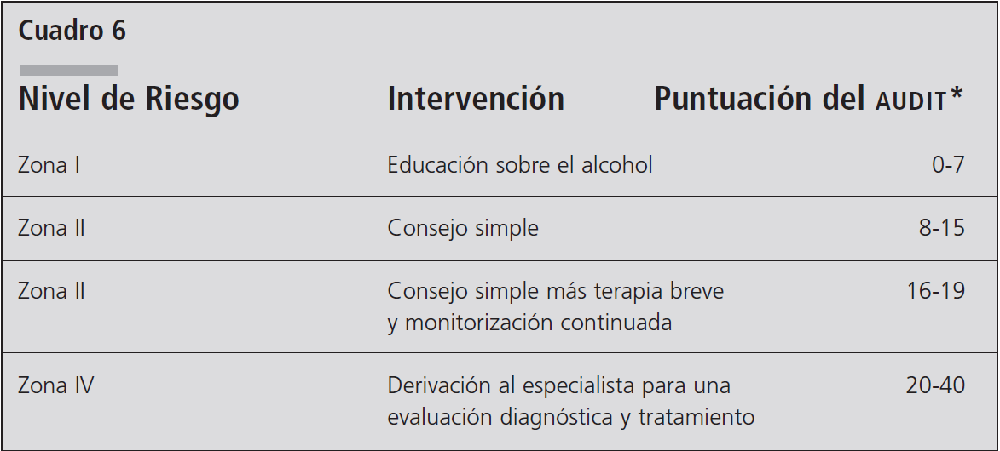 Cuadro 6
Nivel de Riesgo Intervención Puntuación del AUDIT*
Zona I Educación sobre el alcohol 0-7
Zona II Consejo simple 8-15
Zona II Consejo simple más terapia breve 16-19
y monitorización continuada
Zona IV Derivación al especialista para una 20-40
evaluación diagnóstica y tratamiento